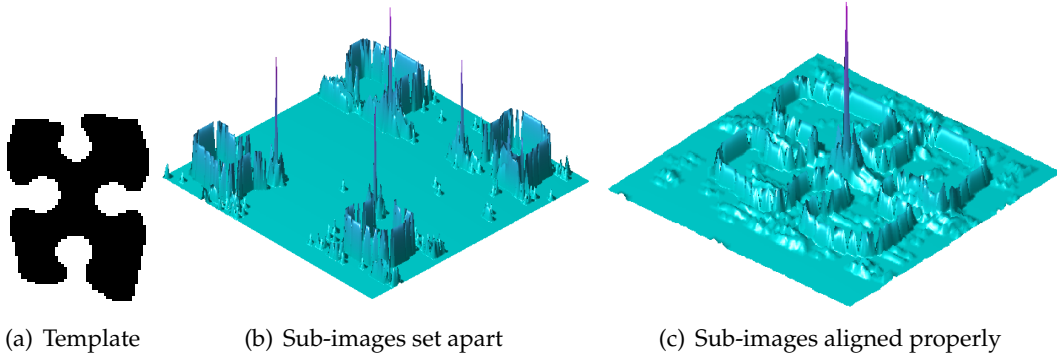 (a) Template
(b) Sub-images set apart
(c) Sub-images aligned properly